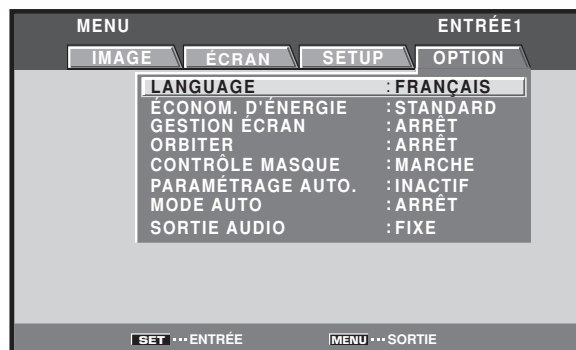 MENU ENTRÉE1
IMAGE ÉCRAN SETUP OPTION
LANGUAGE :FRANÇAIS
ÉCONOM. D'ÉNERGIE :STANDARD
GESTION ÉCRAN :ARRÊT
ORBITER :ARRÊT
CONTRÔLE MASQUE :MARCHE
PARAMÉTRAGE AUTO. :INACTIF
MODE AUTO :ARRÊT
SORTIE AUDIO :FIXE
SET ··· ENTRÉE MENU ··· SORTIE